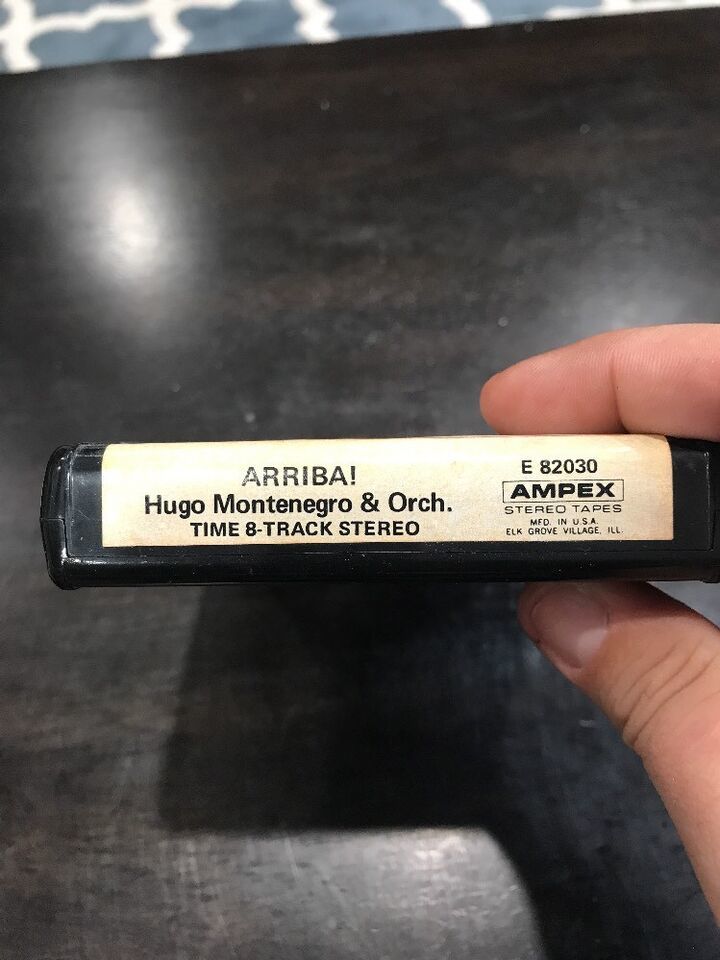 ARRIBA!
Hugo Montenegro & Orch.
TIME 8-TRACK STEREO
E 82030
AMPEX
STEREO TAPES
MFD. IN U.S.A.
ELK GROVE VILLAGE, ILL.